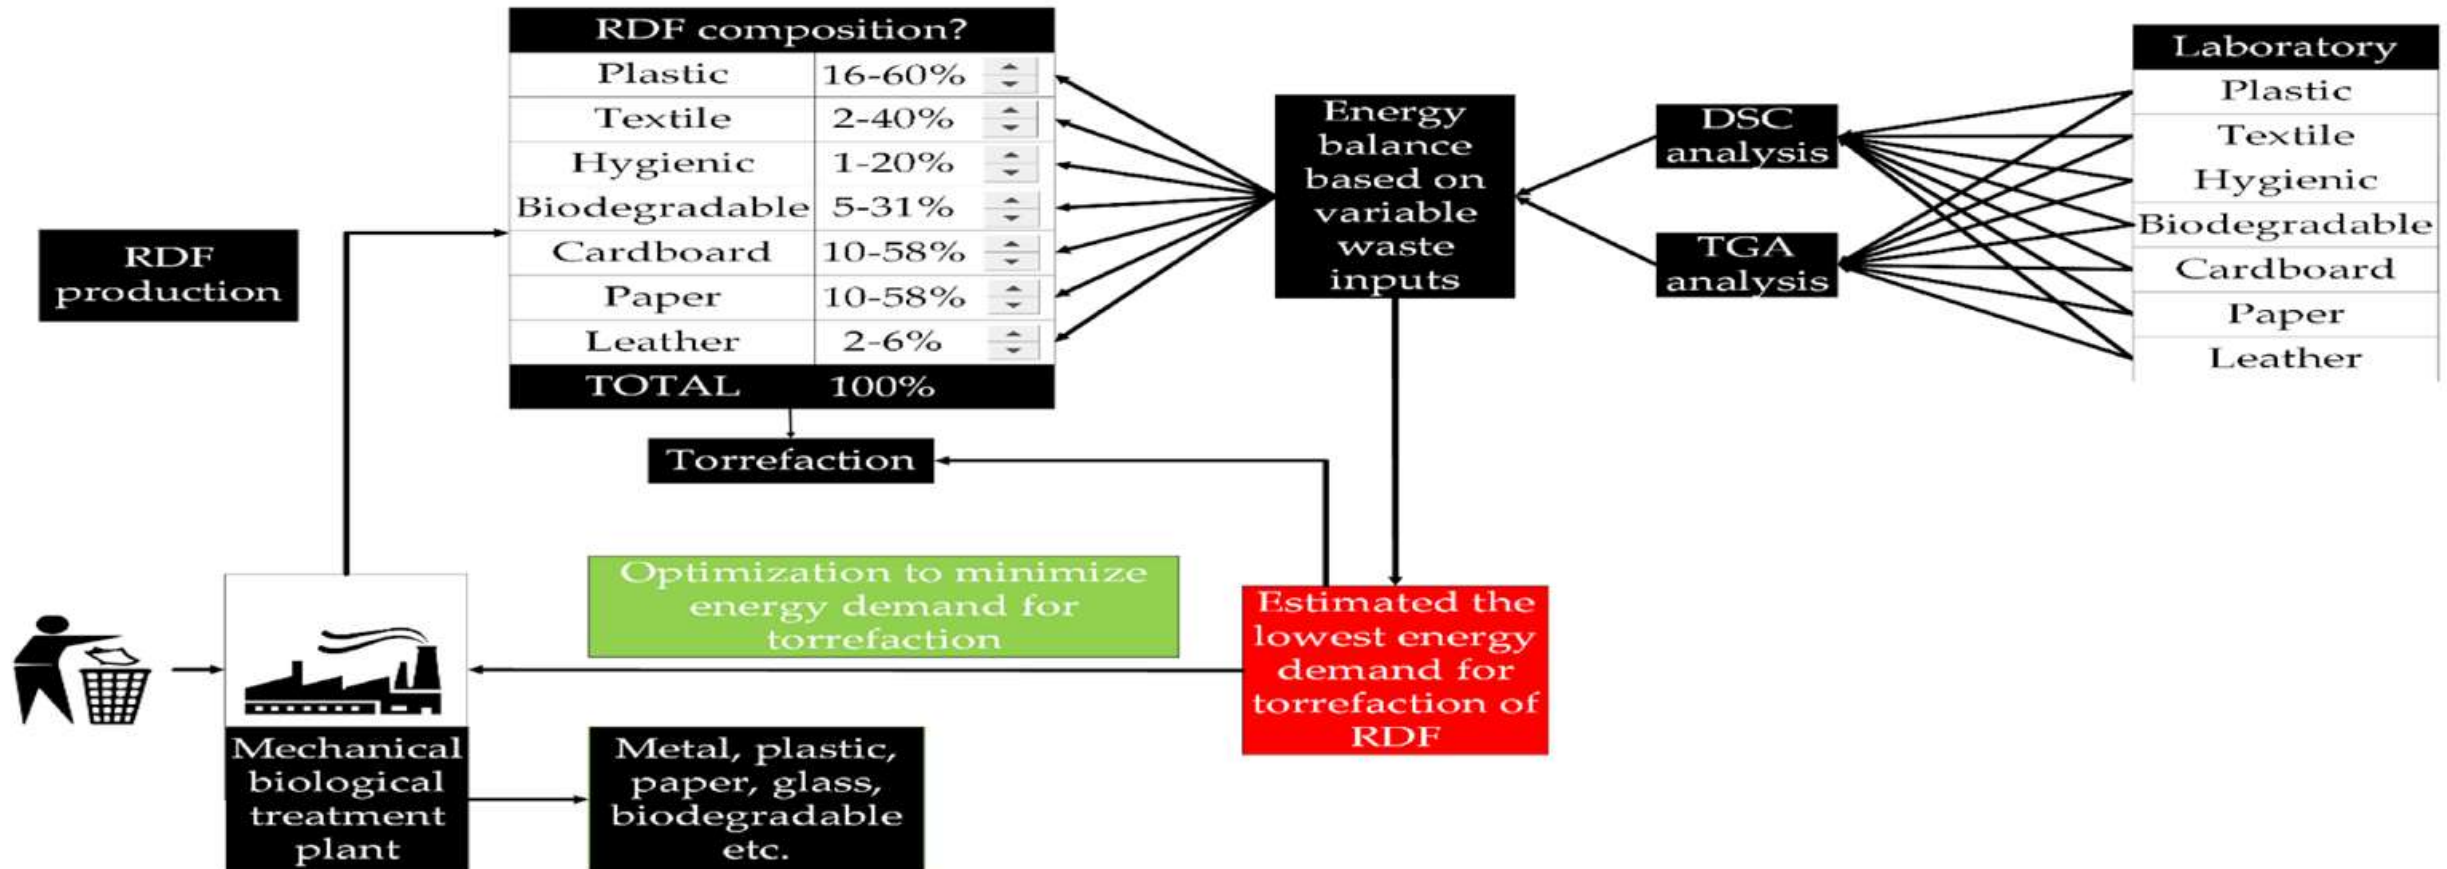 RDF composition?
Plastic 16-60%
Textile 2-40%
Hygienic 1-20%
Biodegradable 5-31%
Cardboard 10-58%
Paper 10-58%
Leather 2-6%
TOTAL 100%
Torrefaction
RDF
production
Energy
balance
based on
variable
waste
inputs
DSC
analysis
TGA
analysis
Laboratory
Plastic
Textile
Hygienic
Biodegradable
Cardboard
Paper
Leather
Optimization to minimize
energy demand for
torrefaction
Estimated the
lowest energy
demand for
torrefaction of
RDF
Mechanical
biological
treatment
plant
Metal, plastic,
paper, glass,
biodegradable
etc.